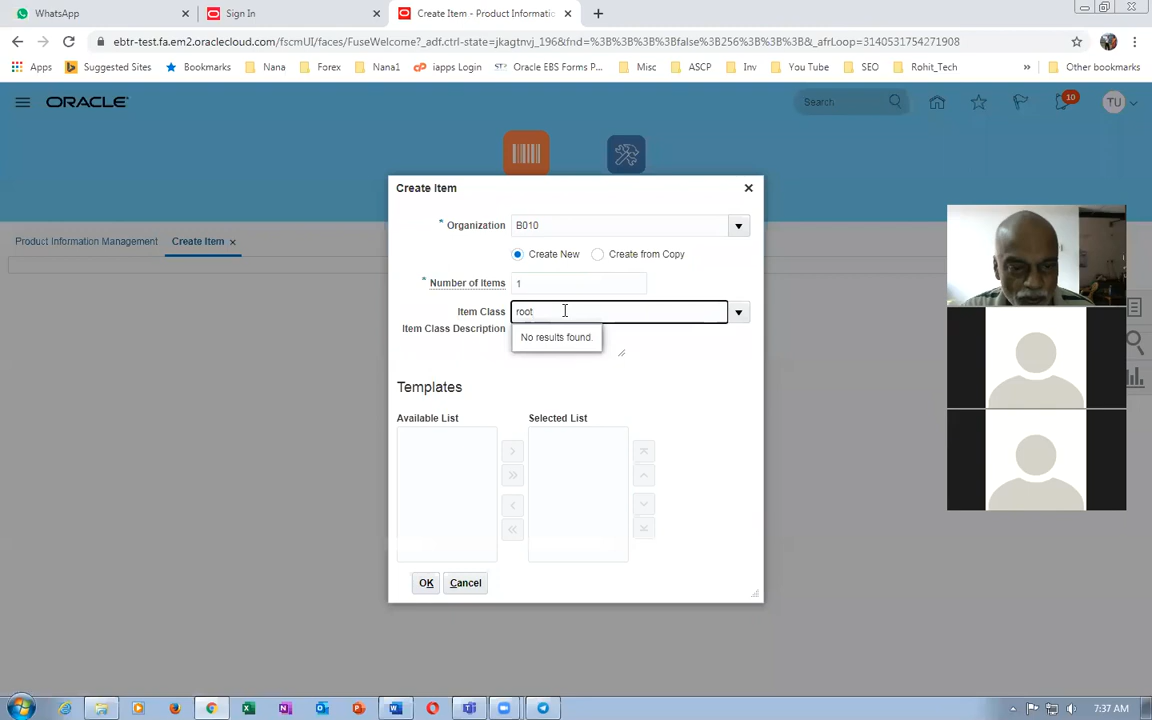 WhatsApp
Sign In
Create Item - Product Informatio
ebtr-test.fa.em2.oraclecloud.com/fscmUI/faces/FuseWelcome?_adf.ctrl-state=jkagtnvj_196&fnd=%3B%3B%3B%3Bfalse%3B256%3B%3B%3B&_afrLoop=3140531754271908
Apps
Suggested Sites
Bookmarks
Nana
Forex
Nana1
iapps Login
Oracle EBS Forms P...
Misc
ASCP
Inv
You Tube
SEO
Rohit_Tech
»
Other bookmarks
ORACLE
Search
10
TU
Create Item
* Organization B010
Create New
Create from Copy
* Number of Items 1
Item Class root
Item Class Description
No results found.
Product Information Management
Create Item
Templates
Available List
Selected List
OK
Cancel
7:37 AM